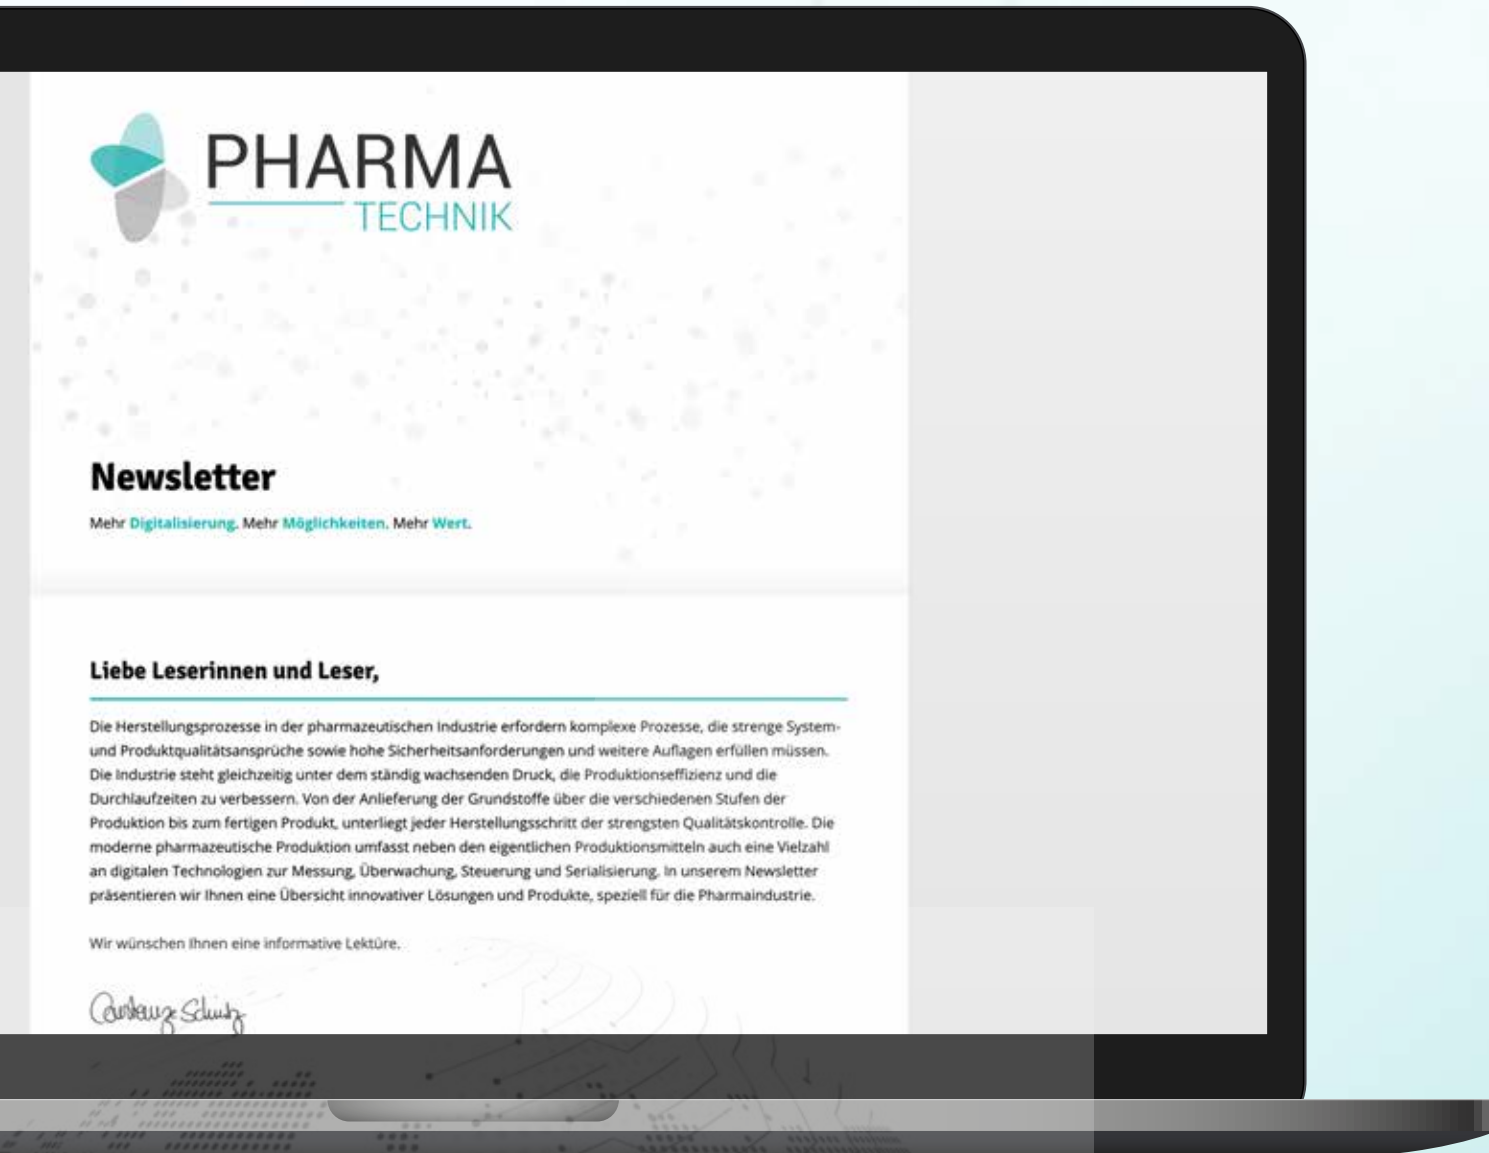 PHARMA
TECHNIK
Newsletter
Mehr Digitalisierung. Mehr Möglichkeiten. Mehr Wert.
Liebe Leserinnen und Leser,
Die Herstellungsprozesse in der pharmazeutischen Industrie erfordern komplexe Prozesse, die strenge System-
und Produktqualitätsansprüche sowie hohe Sicherheitsanforderungen und weitere Auflagen erfüllen müssen.
Die Industrie steht gleichzeitig unter dem ständig wachsenden Druck, die Produktionseffizienz und die
Durchlaufzeiten zu verbessern. Von der Anlieferung der Grundstoffe über die verschiedenen Stufen der
Produktion bis zum fertigen Produkt, unterliegt jeder Herstellungsschritt der strengsten Qualitätskontrolle. Die
moderne pharmazeutische Produktion umfasst neben den eigentlichen Produktionsmitteln auch eine Vielzahl
an digitalen Technologien zur Messung, Überwachung, Steuerung und Serialisierung. In unserem Newsletter
präsentieren wir Ihnen eine Übersicht innovativer Lösungen und Produkte, speziell für die Pharmaindustrie.
Wir wünschen Ihnen eine informative Lektüre.